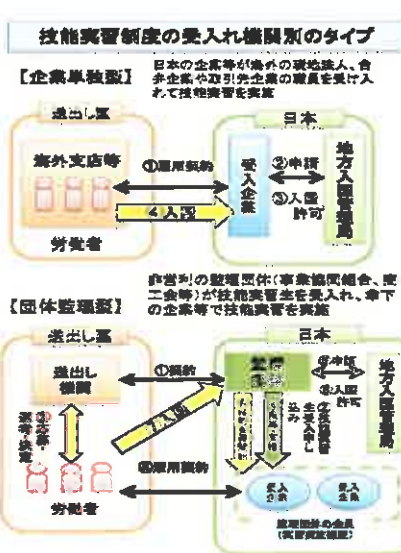 技能実習制度の受入れ機関別のタイプ
【企業単独型】
日本の企業等が海外の現地法人、合
弁企業や取引先企業の職員を受け入
れて技能実習を実施
送出し国
海外支店等
労働者
①雇用契約
④入国
日本
受入企業
②申請
③入国
許可
地方入国管理局
【団体監理型】
非営利の監理団体(事業協同組合、商
工会等)が技能実習生を受入れ、傘下
の企業等で技能実習を実施
送出し国
送出し
機関
労働者
①契約
日本
監理
団体
申請
入国
許可
地方入国管理局
雇用契約
受入
企業
受入
企業
監理団体の会員
(実習実施機関)